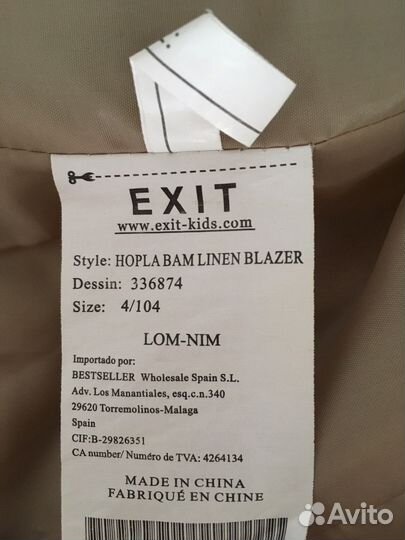 EXIT
www.exit-kids.com
Style: HOPLA BAM LINEN BLAZER
Dessin: 336874
Size: 4/104
LOM-NIM
Importado por:
BESTSELLER Wholesale Spain S.L.
Adv. Los Manantiales, esq.c.n.340
29620 Torremolinos-Malaga
Spain
CIF:B-29826351
CA number/ Numéro de TVA: 4264134
MADE IN CHINA
FABRIQUÉ EN CHINE
Avito